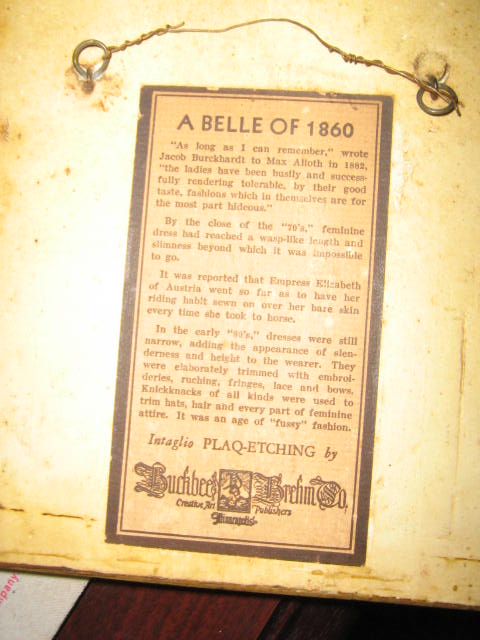 A BELLE OF 1860
"As long as I can remember," wrote
Jacob Burckhardt to Max Alioth in 1882,
"the ladies have been busily and success-
fully rendering tolerable, by their good
taste, fashions which in themselves are for
the most part hideous."
By the close of the "70's," feminine
dress had reached a wasp-like length and
slimness beyond which it was impossible
to go.
It was reported that Empress Elizabeth
of Austria went so far as to have her
riding habit sewn on over her bare skin
every time she took to horse.
In the early "80's," dresses were still
narrow, adding the appearance of slen-
derness and height to the wearer. They
were elaborately trimmed with embroi-
deries, ruching, fringes, lace and bows.
Knickknacks of all kinds were used to
trim hats, hair and every part of feminine
attire. It was an age of "fussy" fashion.
Intaglio PLAQ-ETCHING by
Buckbee Brehm Co.
Creative Art Publishers
Minneapolis
mpany